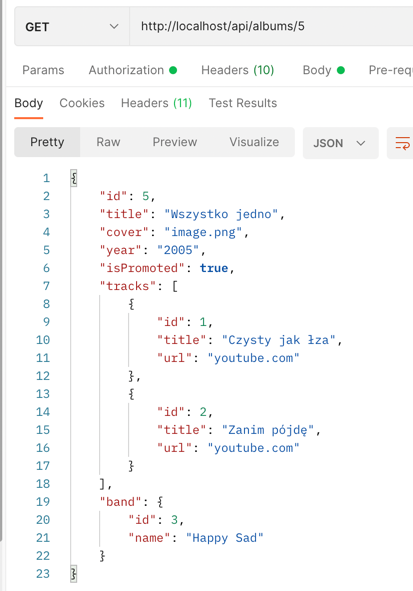 GET http://localhost/api/albums/5
Params Authorization Headers (10) Body
Body Cookies Headers (11) Test Results
Pretty Raw Preview Visualize JSON
1 {
2 "id": 5,
3 "title": "Wszystko jedno",
4 "cover": "image.png",
5 "year": "2005",
6 "isPromoted": true,
7 "tracks": [
8 {
9 "id": 1,
10 "title": "Czysty jak łza",
11 "url": "youtube.com"
12 },
13 {
14 "id": 2,
15 "title": "Zanim pójdę",
16 "url": "youtube.com"
17 }
18 ],
19 "band": {
20 "id": 3,
21 "name": "Happy Sad"
22 }
23 }